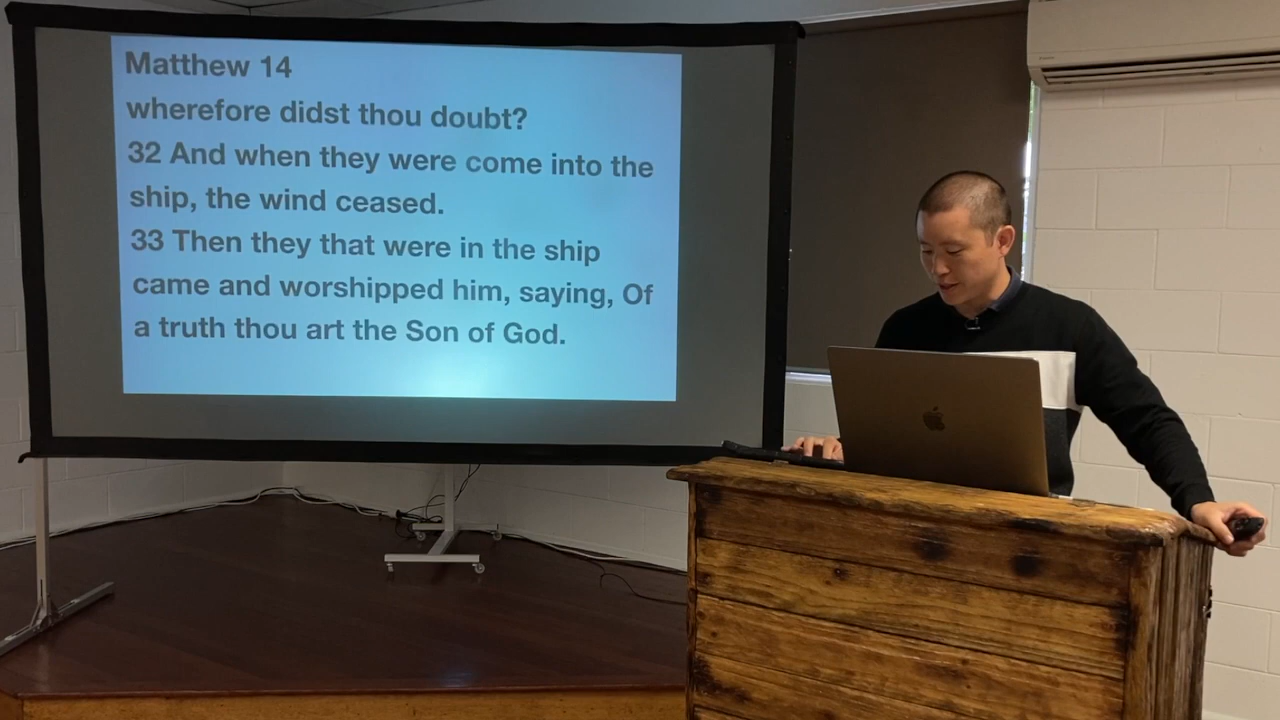 Matthew 14
wherefore didst thou doubt?
32 And when they were come into the
ship, the wind ceased.
33 Then they that were in the ship
came and worshipped him, saying, Of
a truth thou art the Son of God.